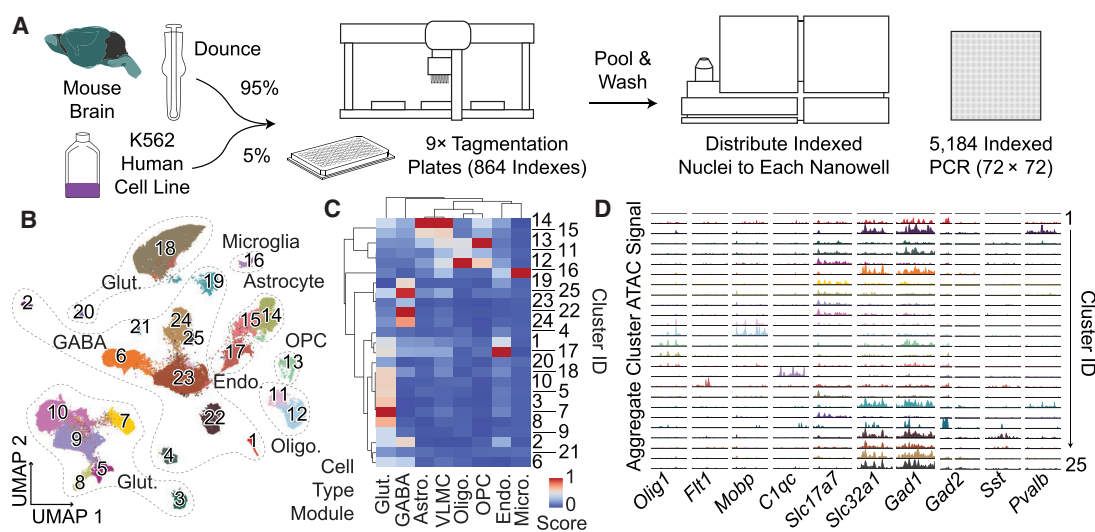 A
Mouse
Brain
Dounce
95%
K562
Human
Cell Line
5%
9× Tagmentation
Plates (864 Indexes)
Pool &
Wash
Distribute Indexed
Nuclei to Each Nanowell
5,184 Indexed
PCR (72 × 72)
B
18
Glut.
Microglia
16
19
Astrocyte
2
20
21
24
25
15
14
17
GABA
6
23
Endo.
OPC
13
11
12
Oligo.
10
9
7
22
1
4
5
8
Glut.
3
UMAP 2
UMAP 1
C
14
15
13
11
12
16
19
25
23
22
24
4
1
17
20
18
10
5
3
7
8
9
2
21
6
Cluster ID
Cell
Type
Module
Glut.
GABA
Astro.
VLMC
Oligo.
OPC
Endo.
Micro.
1
0
Score
D
Aggregate Cluster ATAC Signal
1
Cluster ID
25
Olig1
Flt1
Mobp
C1qc
Slc17a7
Slc32a1
Gad1
Gad2
Sst
Pvalb